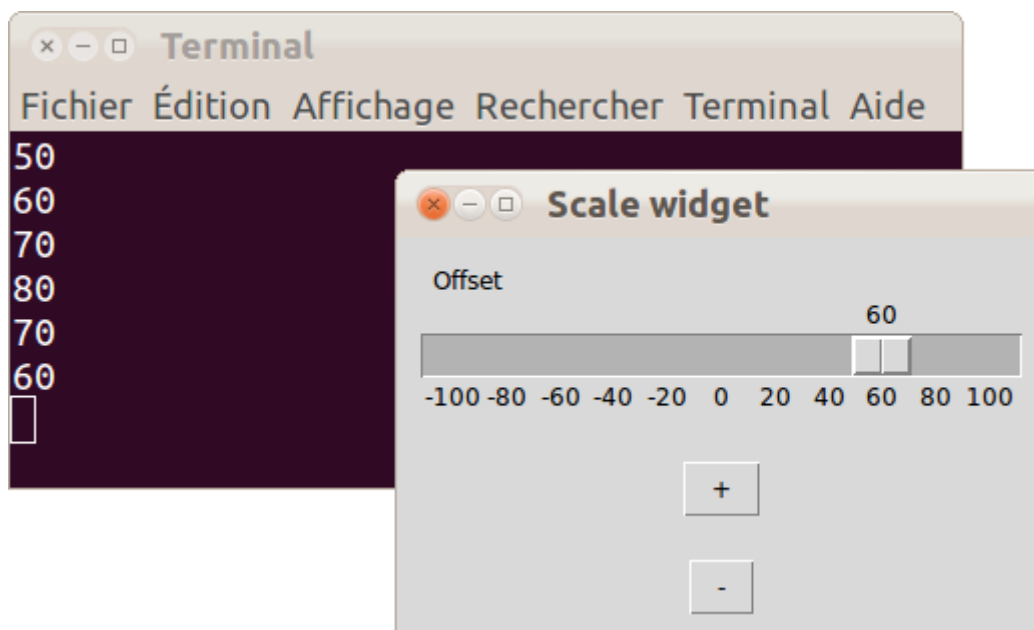 Terminal
Fichier Édition Affichage Rechercher Terminal Aide
50
60
70
80
70
60
Scale widget
Offset
60
-100 -80 -60 -40 -20 0 20 40 60 80 100
+
-